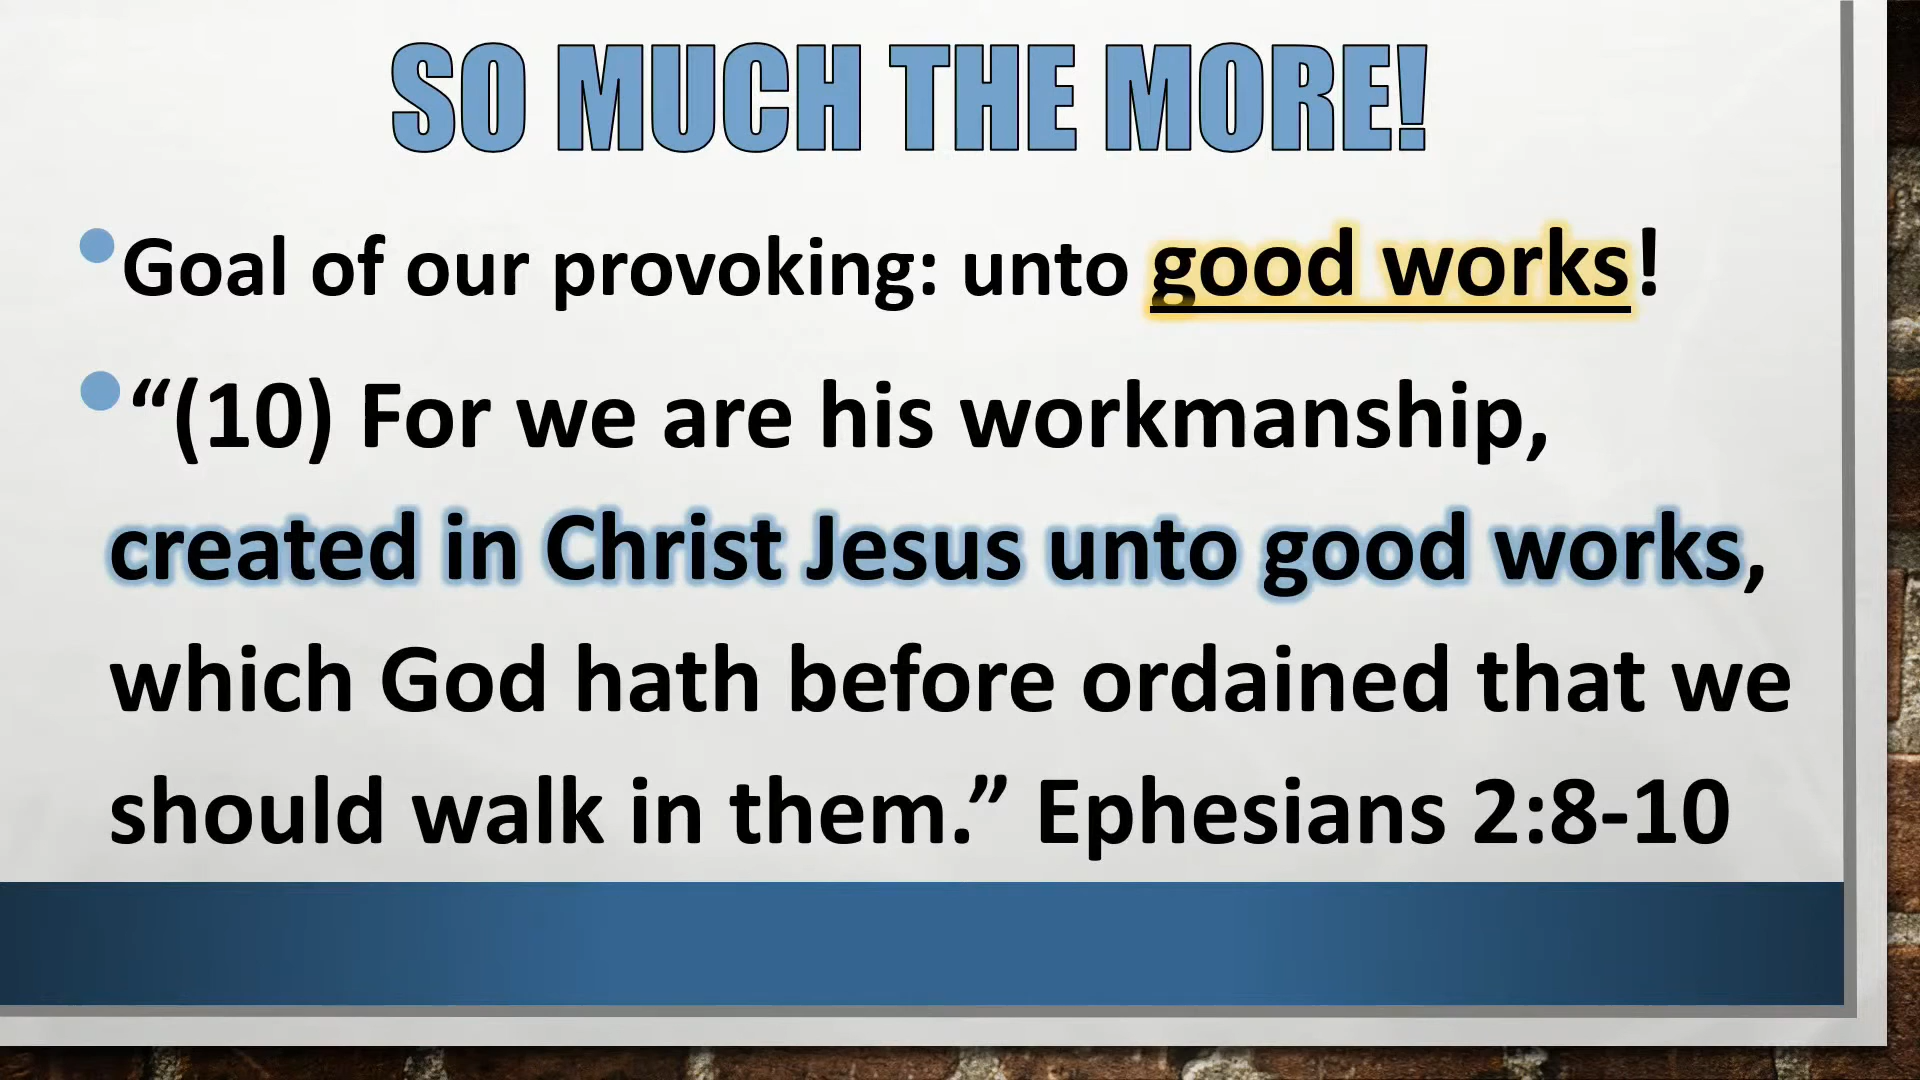 SO MUCH THE MORE!
•Goal of our provoking: unto good works!
•“(10) For we are his workmanship,
created in Christ Jesus unto good works,
which God hath before ordained that we
should walk in them.” Ephesians 2:8-10